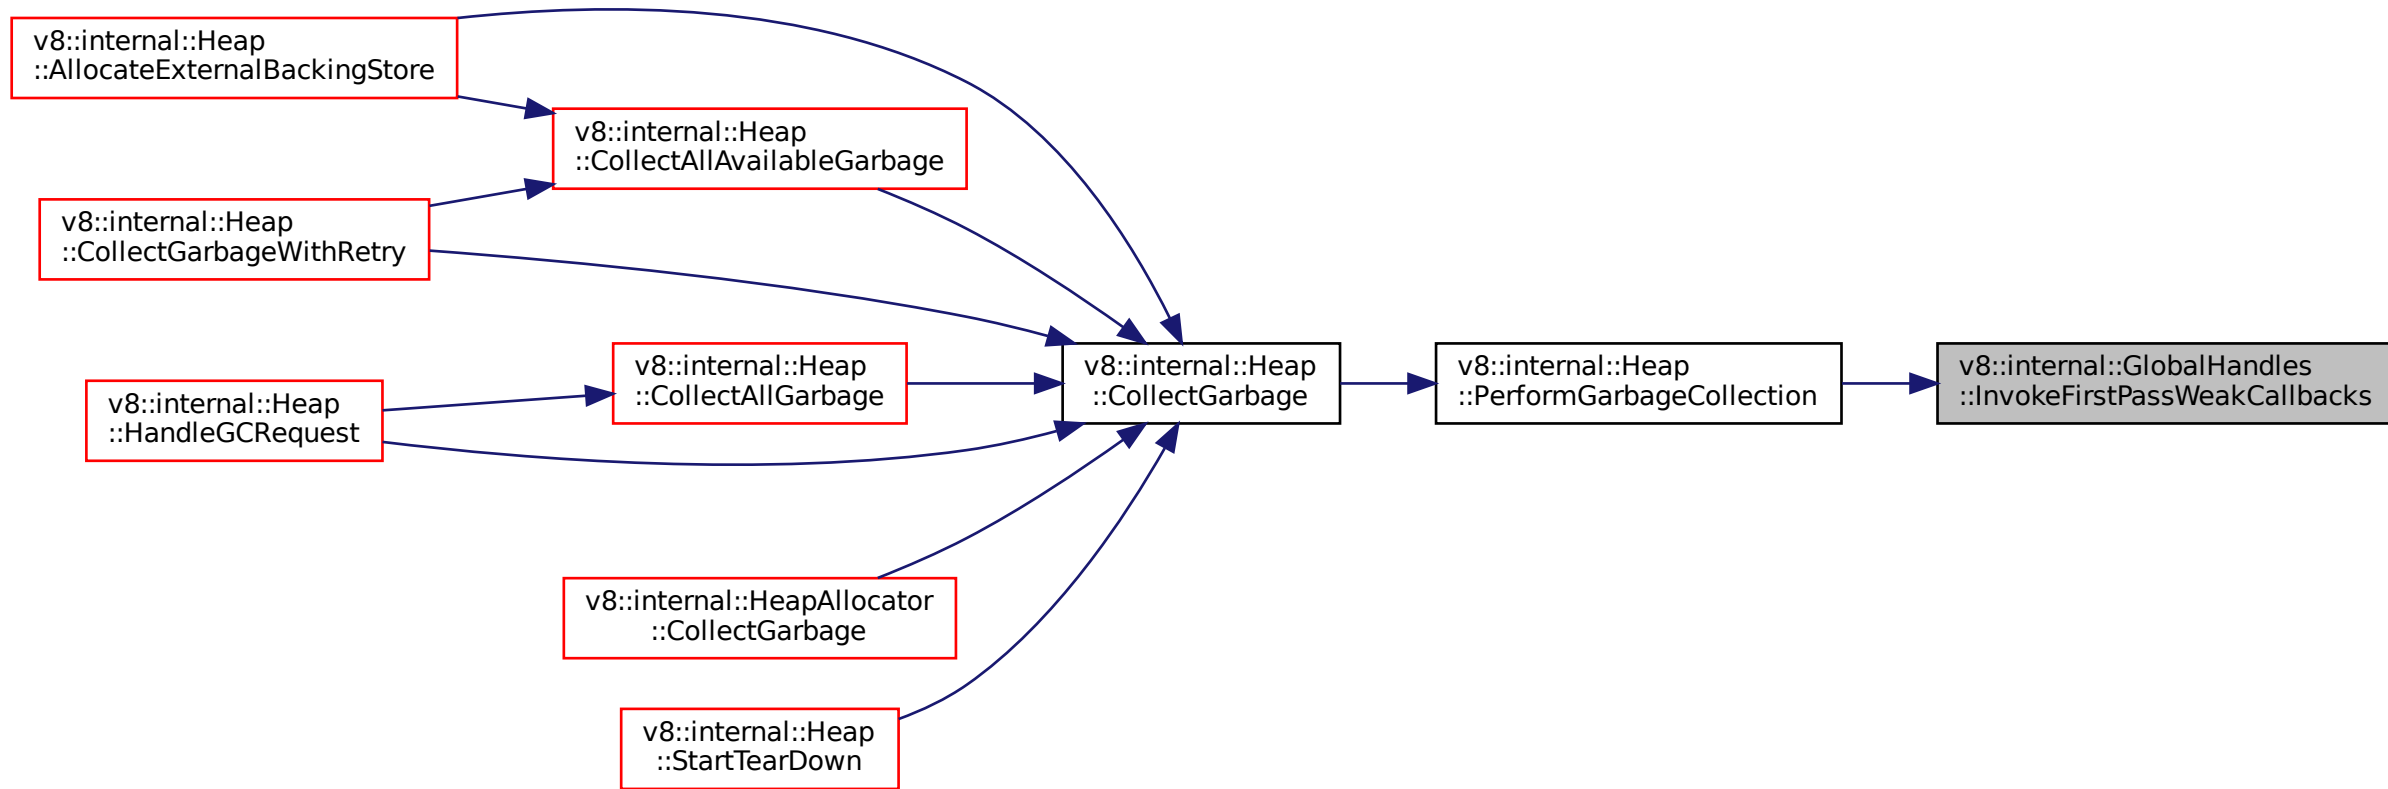 v8::internal::Heap
::AllocateExternalBackingStore
v8::internal::Heap
::CollectAllAvailableGarbage
v8::internal::Heap
::CollectGarbageWithRetry
v8::internal::Heap
::CollectAllGarbage
v8::internal::Heap
::HandleGCRequest
v8::internal::Heap
::CollectGarbage
v8::internal::Heap
::PerformGarbageCollection
v8::internal::GlobalHandles
::InvokeFirstPassWeakCallbacks
v8::internal::HeapAllocator
::CollectGarbage
v8::internal::Heap
::StartTearDown